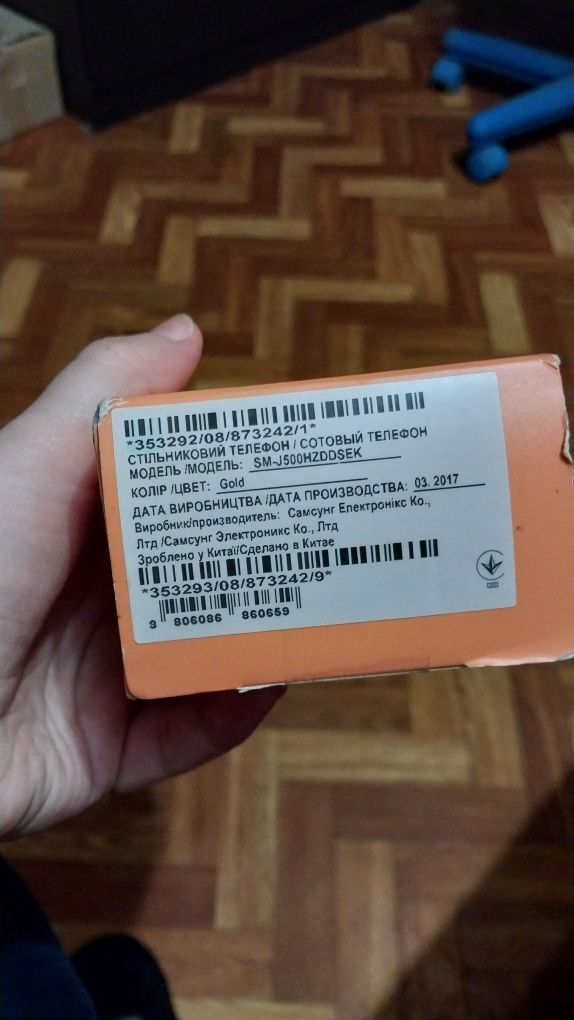 *353292/08/873242/1*
СТІЛЬНИКОВИЙ ТЕЛЕФОН / СОТОВЫЙ ТЕЛЕФОН
МОДЕЛЬ /МОДЕЛЬ: SM-J500HZDDSEK
КОЛІР /ЦВЕТ: Gold
ДАТА ВИРОБНИЦТВА /ДАТА ПРОИЗВОДСТВА: 03. 2017
Виробник/производитель: Самсунг Електронікс Ко.,
Лтд /Самсунг Электроникс Ко., Лтд
Зроблено у Китаї/Сделано в Китае
*353293/08/873242/9*
9 806086 860659